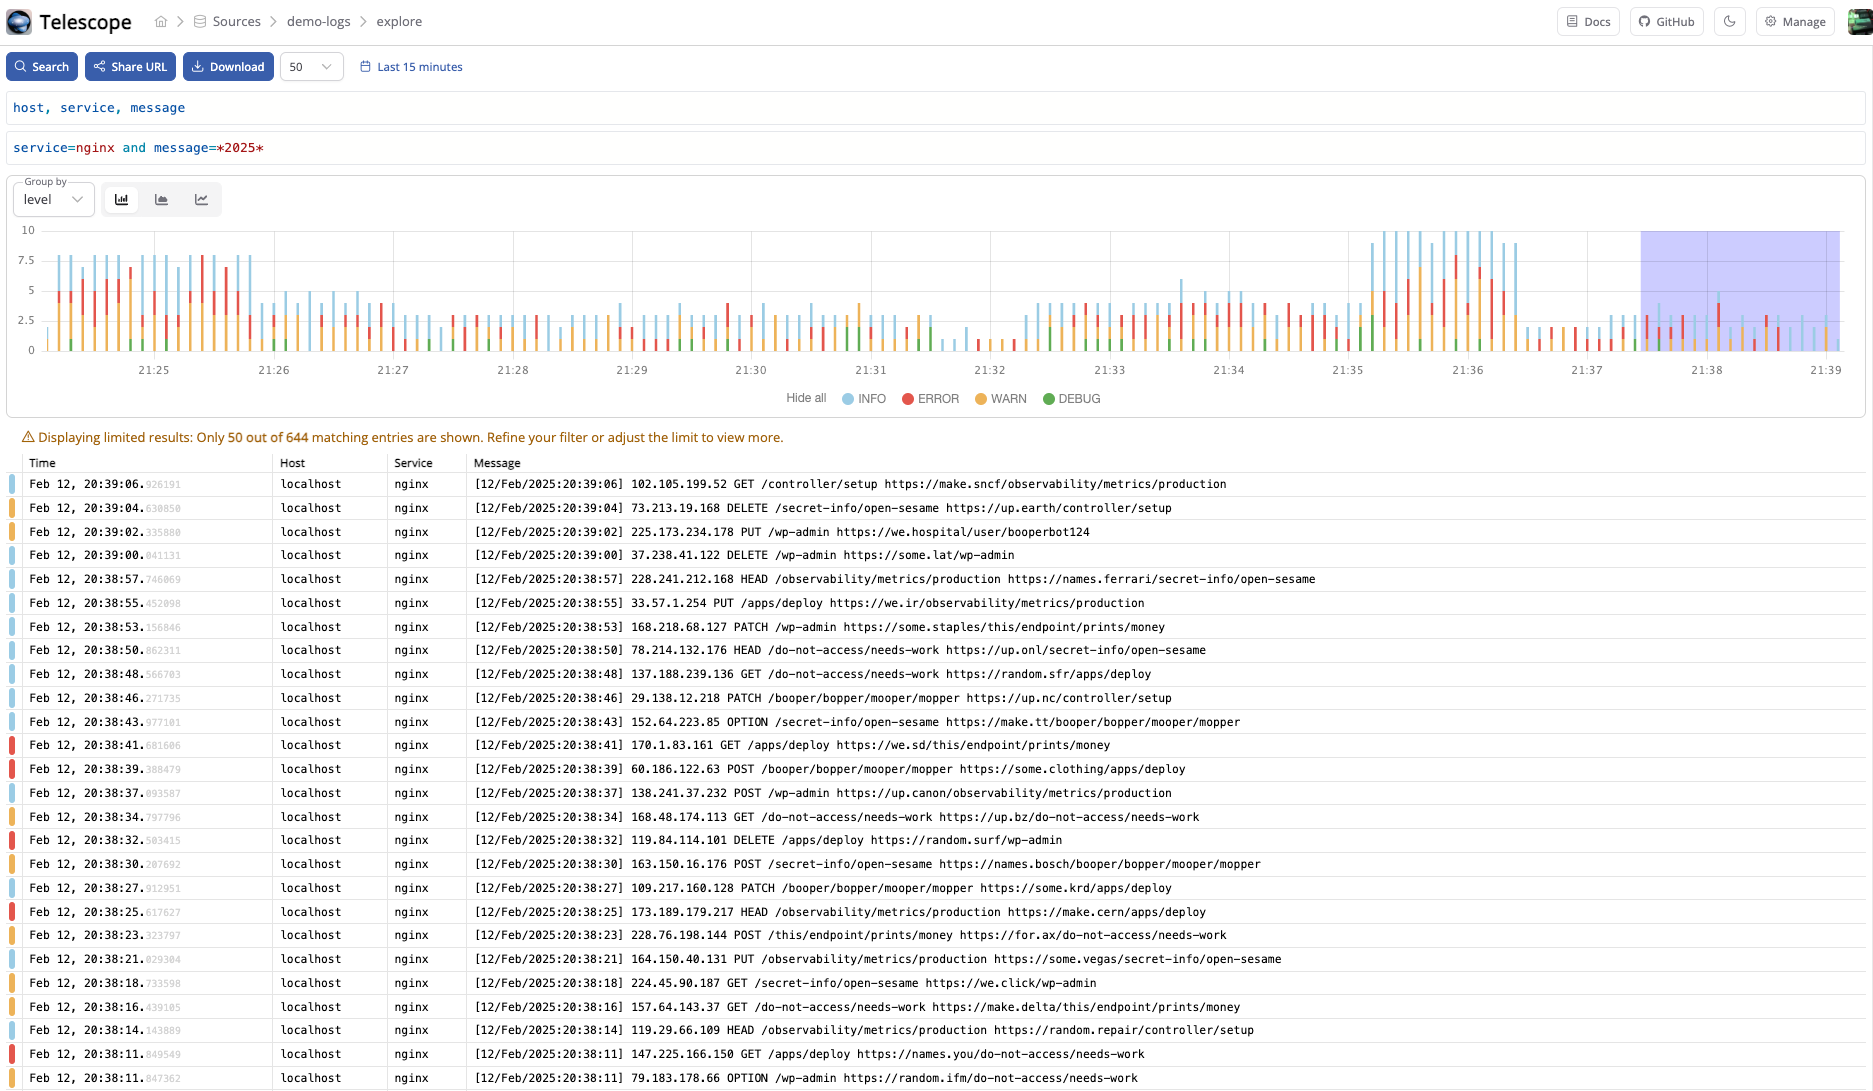 Telescope Sources demo-logs explore Docs GitHub Manage
Search Share URL Download 50 Last 15 minutes
host, service, message
service=nginx and message=*2025*
Group by
level
10
7.5
5
2.5
0
21:25 21:26 21:27 21:28 21:29 21:30 21:31 21:32 21:33 21:34 21:35 21:36 21:37 21:38 21:39
Hide all INFO ERROR WARN DEBUG
Displaying limited results: Only 50 out of 644 matching entries are shown. Refine your filter or adjust the limit to view more.
Time Host Service Message
Feb 12, 20:39:06.926191 localhost nginx [12/Feb/2025:20:39:06] 102.105.199.52 GET /controller/setup https://make.sncf/observability/metrics/production
Feb 12, 20:39:04.630850 localhost nginx [12/Feb/2025:20:39:04] 73.213.19.168 DELETE /secret-info/open-sesame https://up.earth/controller/setup
Feb 12, 20:39:02.335880 localhost nginx [12/Feb/2025:20:39:02] 225.173.234.178 PUT /wp-admin https://we.hospital/user/booperbot124
Feb 12, 20:39:00.041131 localhost nginx [12/Feb/2025:20:39:00] 37.238.41.122 DELETE /wp-admin https://some.lat/wp-admin
Feb 12, 20:38:57.746069 localhost nginx [12/Feb/2025:20:38:57] 228.241.212.168 HEAD /observability/metrics/production https://names.ferrari/secret-info/open-sesame
Feb 12, 20:38:55.452098 localhost nginx [12/Feb/2025:20:38:55] 33.57.1.254 PUT /apps/deploy https://we.ir/observability/metrics/production
Feb 12, 20:38:53.156846 localhost nginx [12/Feb/2025:20:38:53] 168.218.68.127 PATCH /wp-admin https://some.staples/this/endpoint/prints/money
Feb 12, 20:38:50.862311 localhost nginx [12/Feb/2025:20:38:50] 78.214.132.176 HEAD /do-not-access/needs-work https://up.onl/secret-info/open-sesame
Feb 12, 20:38:48.566703 localhost nginx [12/Feb/2025:20:38:48] 137.188.239.136 GET /do-not-access/needs-work https://random.sfr/apps/deploy
Feb 12, 20:38:46.271735 localhost nginx [12/Feb/2025:20:38:46] 29.138.12.218 PATCH /booper/bopper/mooper/mopper https://up.nc/controller/setup
Feb 12, 20:38:43.977101 localhost nginx [12/Feb/2025:20:38:43] 152.64.223.85 OPTION /secret-info/open-sesame https://make.tt/booper/bopper/mooper/mopper
Feb 12, 20:38:41.681606 localhost nginx [12/Feb/2025:20:38:41] 170.1.83.161 GET /apps/deploy https://we.sd/this/endpoint/prints/money
Feb 12, 20:38:39.388479 localhost nginx [12/Feb/2025:20:38:39] 60.186.122.63 POST /booper/bopper/mooper/mopper https://some.clothing/apps/deploy
Feb 12, 20:38:37.093587 localhost nginx [12/Feb/2025:20:38:37] 138.241.37.232 POST /wp-admin https://up.canon/observability/metrics/production
Feb 12, 20:38:34.797796 localhost nginx [12/Feb/2025:20:38:34] 168.48.174.113 GET /do-not-access/needs-work https://up.bz/do-not-access/needs-work
Feb 12, 20:38:32.503415 localhost nginx [12/Feb/2025:20:38:32] 119.84.114.101 DELETE /apps/deploy https://random.surf/wp-admin
Feb 12, 20:38:30.207692 localhost nginx [12/Feb/2025:20:38:30] 163.150.16.176 POST /secret-info/open-sesame https://names.bosch/booper/bopper/mooper/mopper
Feb 12, 20:38:27.912951 localhost nginx [12/Feb/2025:20:38:27] 109.217.160.128 PATCH /booper/bopper/mooper/mopper https://some.krd/apps/deploy
Feb 12, 20:38:25.617627 localhost nginx [12/Feb/2025:20:38:25] 173.189.179.217 HEAD /observability/metrics/production https://make.cern/apps/deploy
Feb 12, 20:38:23.323797 localhost nginx [12/Feb/2025:20:38:23] 228.76.198.144 POST /this/endpoint/prints/money https://for.ax/do-not-access/needs-work
Feb 12, 20:38:21.029304 localhost nginx [12/Feb/2025:20:38:21] 164.150.40.131 PUT /observability/metrics/production https://some.vegas/secret-info/open-sesame
Feb 12, 20:38:18.733598 localhost nginx [12/Feb/2025:20:38:18] 224.45.90.187 GET /secret-info/open-sesame https://we.click/wp-admin
Feb 12, 20:38:16.439105 localhost nginx [12/Feb/2025:20:38:16] 157.64.143.37 GET /do-not-access/needs-work https://make.delta/this/endpoint/prints/money
Feb 12, 20:38:14.143889 localhost nginx [12/Feb/2025:20:38:14] 119.29.66.109 HEAD /observability/metrics/production https://random.repair/controller/setup
Feb 12, 20:38:11.849549 localhost nginx [12/Feb/2025:20:38:11] 147.225.166.150 GET /apps/deploy https://names.you/do-not-access/needs-work
Feb 12, 20:38:11.847362 localhost nginx [12/Feb/2025:20:38:11] 79.183.178.66 OPTION /wp-admin https://random.ifm/do-not-access/needs-work